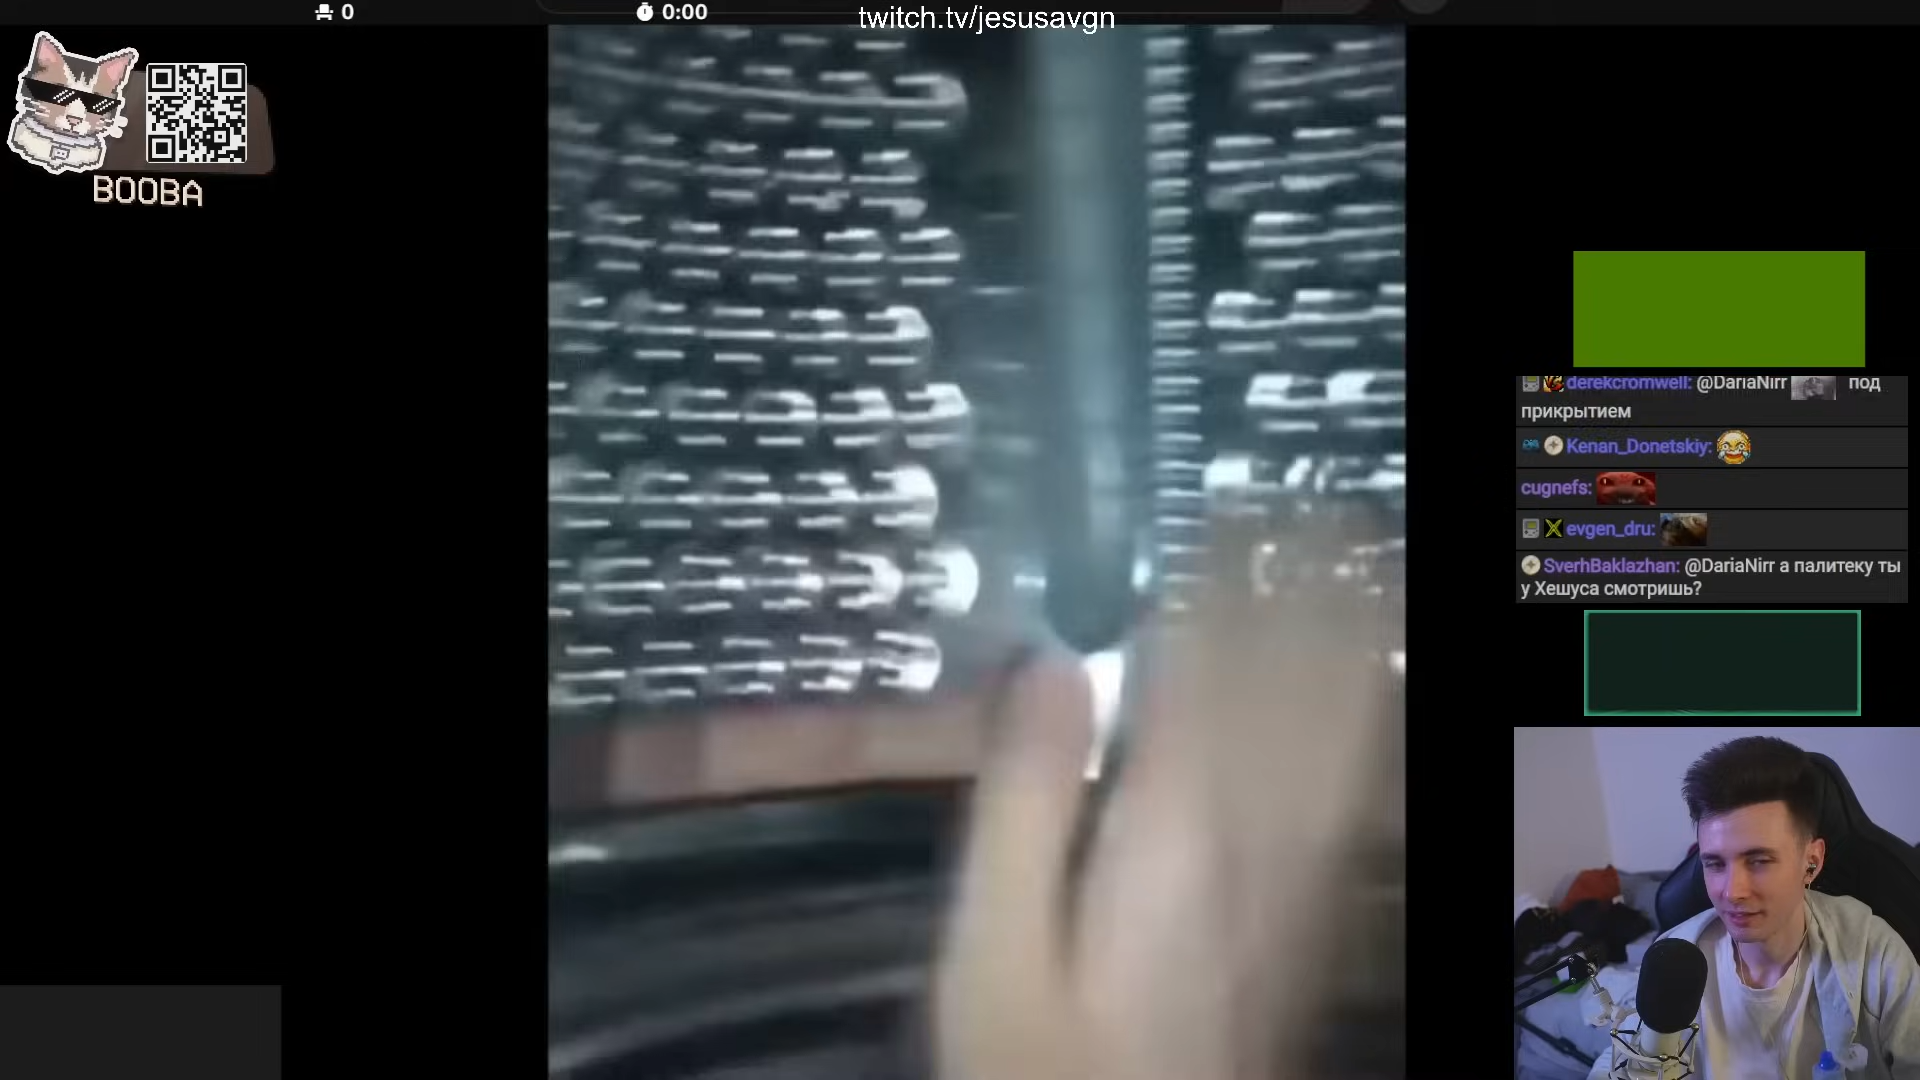 0
0:00
twitch.tv/jesusavgn
BOOBA
derekcromwell: @DariaNirr под
прикрытием
Kenan_Donetskiy:
cugnefs:
evgen_dru:
SverhBaklazhan: @DariaNirr а палитеку ты
у Хешуса смотришь?